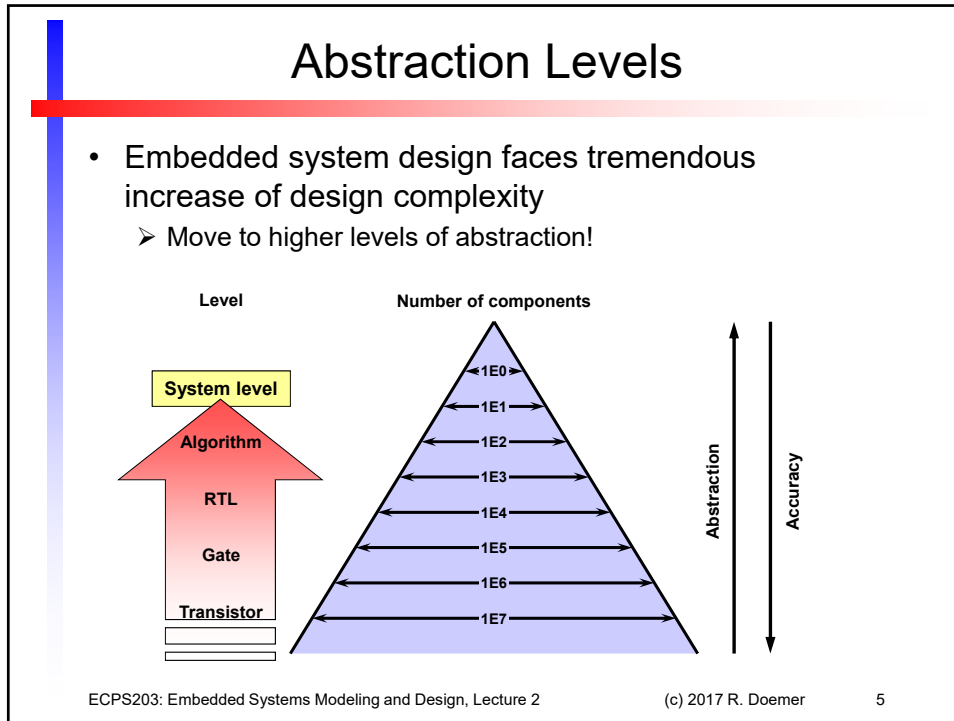 Abstraction Levels
• Embedded system design faces tremendous
increase of design complexity
➢ Move to higher levels of abstraction!
Level
Number of components
System level
Algorithm
RTL
Gate
Transistor
1E0
1E1
1E2
1E3
1E4
1E5
1E6
1E7
Abstraction
Accuracy
ECPS203: Embedded Systems Modeling and Design, Lecture 2
(c) 2017 R. Doemer
5